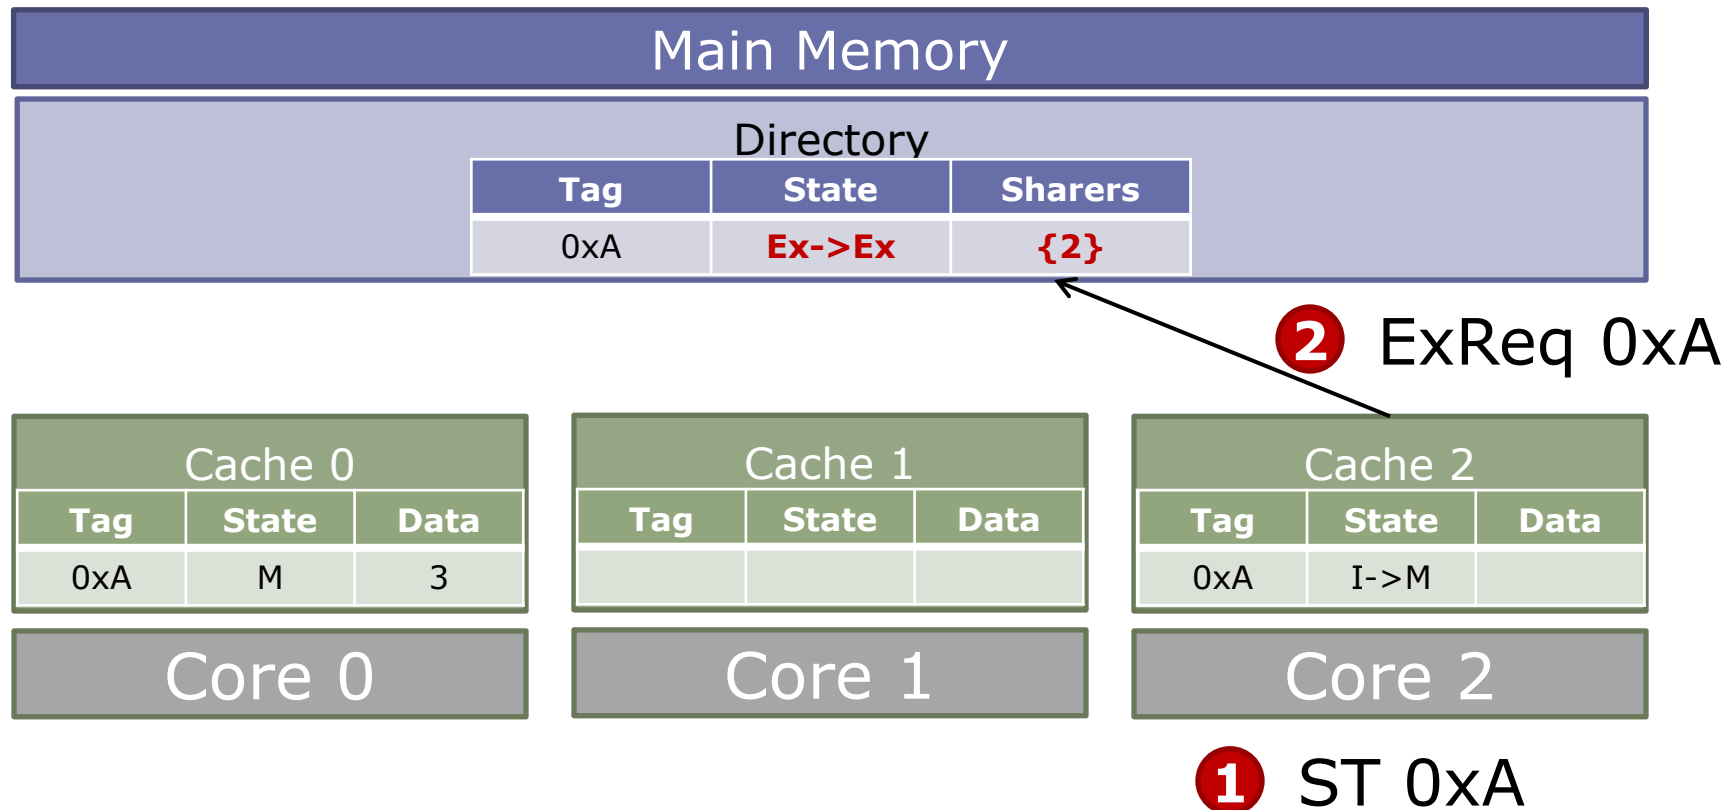 Main Memory
Directory
Tag State Sharers
0xA Ex->Ex {2}
2 ExReq 0xA
Cache 0 Cache 1 Cache 2
Tag State Data Tag State Data Tag State Data
0xA M 3 0xA I->M
Core 0 Core 1 Core 2
1 ST 0xA